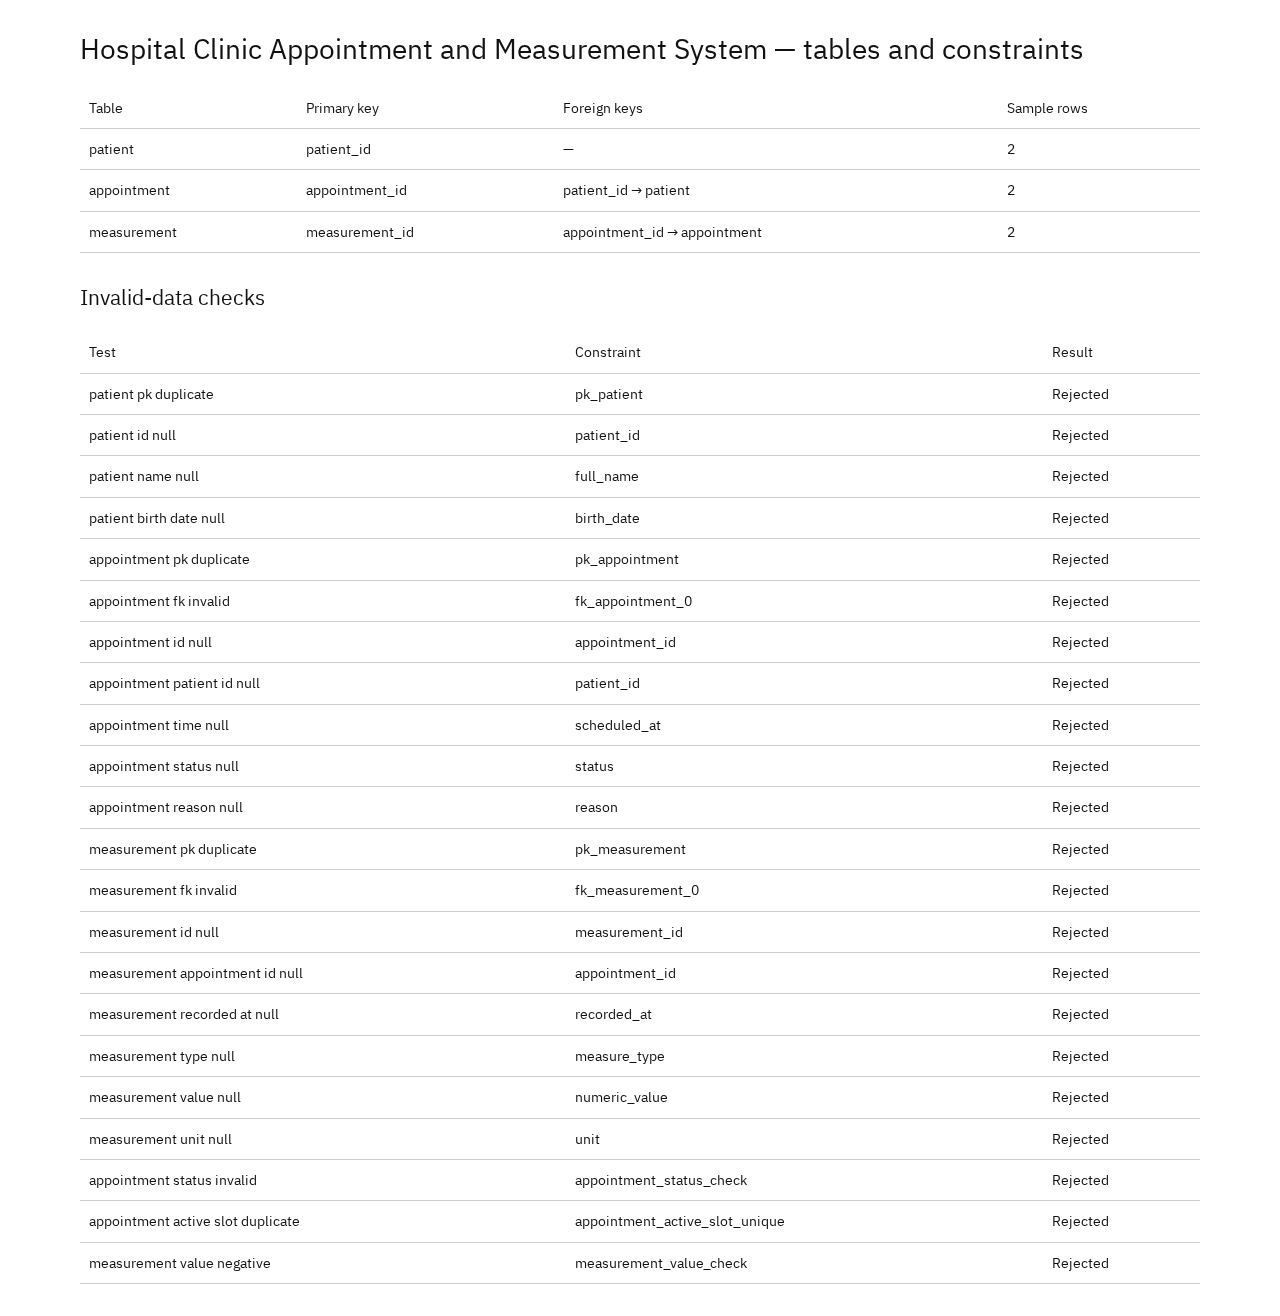 Hospital Clinic Appointment and Measurement System — tables and constraints
Table Primary key Foreign keys Sample rows
patient patient_id — 2
appointment appointment_id patient_id → patient 2
measurement measurement_id appointment_id → appointment 2
Invalid-data checks
Test Constraint Result
patient pk duplicate pk_patient Rejected
patient id null patient_id Rejected
patient name null full_name Rejected
patient birth date null birth_date Rejected
appointment pk duplicate pk_appointment Rejected
appointment fk invalid fk_appointment_0 Rejected
appointment id null appointment_id Rejected
appointment patient id null patient_id Rejected
appointment time null scheduled_at Rejected
appointment status null status Rejected
appointment reason null reason Rejected
measurement pk duplicate pk_measurement Rejected
measurement fk invalid fk_measurement_0 Rejected
measurement id null measurement_id Rejected
measurement appointment id null appointment_id Rejected
measurement recorded at null recorded_at Rejected
measurement type null measure_type Rejected
measurement value null numeric_value Rejected
measurement unit null unit Rejected
appointment status invalid appointment_status_check Rejected
appointment active slot duplicate appointment_active_slot_unique Rejected
measurement value negative measurement_value_check Rejected